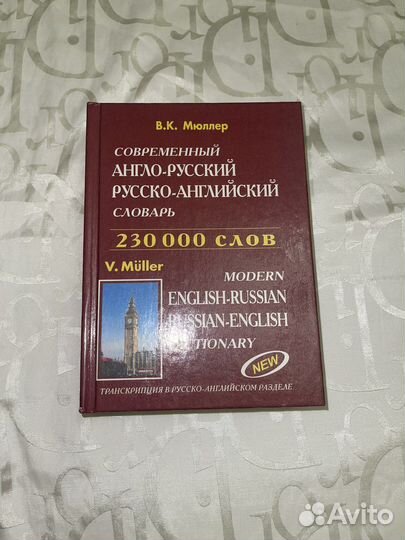 В.К. Мюллер
СОВРЕМЕННЫЙ
АНГЛО-РУССКИЙ
РУССКО-АНГЛИЙСКИЙ
СЛОВАРЬ
230 000 слов
V. Müller
MODERN
ENGLISH-RUSSIAN
RUSSIAN-ENGLISH
DICTIONARY
NEW
ТРАНСКРИПЦИЯ В РУССКО-АНГЛИЙСКОМ РАЗДЕЛЕ
Avito